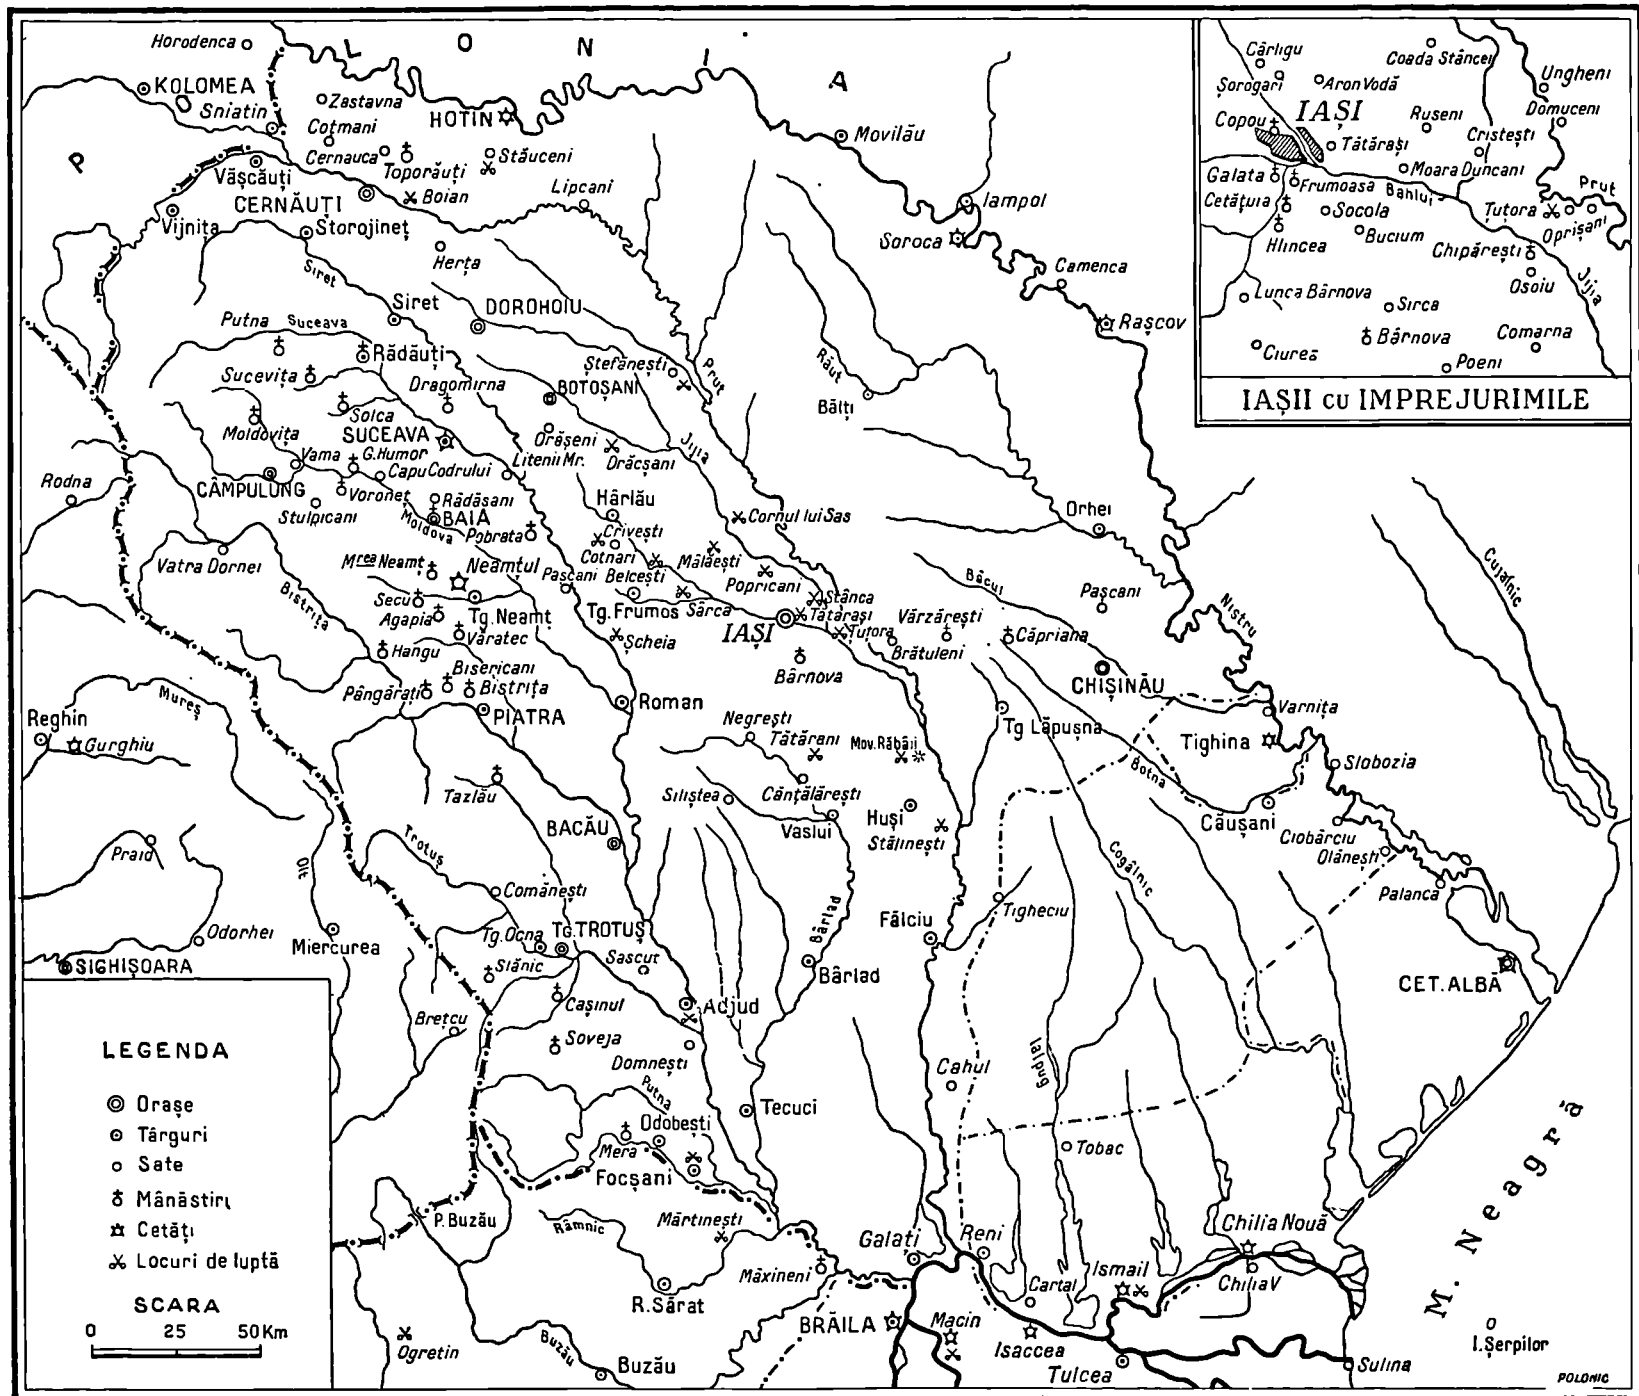 POLONIA
Horodenca
KOLOMEA
Sniatin
Zastavna
Coțmani
HOTIN
Cernauca
Toporăuți
Stăuceni
Movilău
Vășcăuți
CERNĂUȚI
Boian
Lipcani
Iampol
Vijnița
Storojineț
Herța
Soroca
Camenca
Siret
Siret
DOROHOIU
Rașcov
Putna
Suceava
Rădăuți
Ștefănești
Prut
Răut
Sucevița
Dragomirna
BOTOȘANI
Bălți
Solca
Moldovița
SUCEAVA
Orășeni
Jijia
Vama
G.Humor
Litenii Mr.
Drăcșani
Capu Codrului
Rodna
CÂMPULUNG
Voroneț
Rădășani
Hârlău
Stulpicani
Moldova
BAIA
Pobrata
Crivești
Cornul lui Sas
Orhei
Vatra Dornei
Mrea Neamț
Neamțul
Cotnari
Mălăești
Bistrița
Pașcani
Belcești
Popricani
Bâcul
Pașcani
Cujalnic
Secu
Agapia
Tg. Neamț
Tg. Frumos
Sârca
Stânca
Tătărași
Nistru
Văratec
Scheia
IAȘI
Țuțora
Vărzărești
Căpriana
Hangu
Bisericani
Bârnova
Brătuleni
CHIȘINĂU
Pângărați
Bistrița
Mureș
PIATRA
Roman
Reghin
Gurghiu
Negrești
Tătărani
Mov. Răbâii
Tg Lăpușna
Varnița
Tighina
Slobozia
Botna
Tazlău
Siliștea
Cânțălărești
Huși
Căușani
Vaslui
Stălinești
Ciobârciu
BACĂU
Olănești
Praid
Trotuș
Olt
Cogâlnic
Palanca
Comănești
Bârlad
Fălciu
Tigheciu
Odorhei
Miercurea
Tg. Ocna
TG. TROTUȘ
SIGHIȘOARA
Slănic
Sascut
Bârlad
CET. ALBĂ
Cașinul
Adjud
Brețcu
Soveja
Domnești
Cahul
Ialpug
Putna
Tecuci
Odobești
Mera
Tobac
Focșani
P. Buzău
Râmnic
Mărtinești
Galați
Reni
Chilia Nouă
Măxineni
Cartal
Ismail
Chilia V
R. Sărat
BRĂILA
Macin
Isaccea
Ogretin
Buzău
Buzău
Tulcea
Sulina
M. Neagră
I. Șerpilor
POLONIC
Cârligu
Coada Stâncei
Șorogari
Aron Vodă
Ungheni
IAȘI
Domuceni
Copou
Ruseni
Cristești
Tătărași
Moara Duncani
Galata
Frumoasa
Bahlui
Prut
Cetățuia
Socola
Țuțora
Oprișani
Bucium
Hlincea
Chipărești
Osoiu
Jijia
Lunca Bârnova
Sirca
Bârnova
Comarna
Ciurea
Poeni
IAȘII CU IMPREJURIMILE
LEGENDA
Orașe
Târguri
Sate
Mânăstiri
Cetăți
Locuri de luptă
SCARA
0 25 50 Km